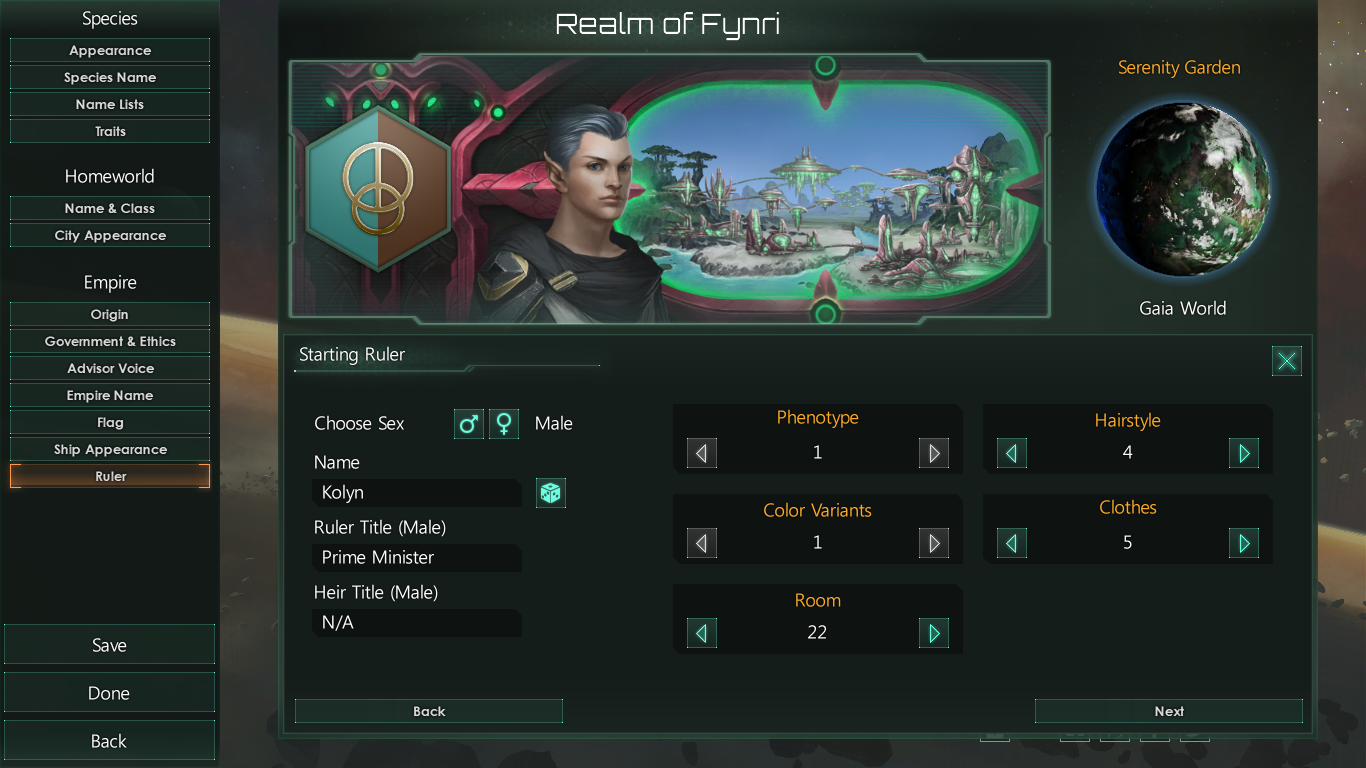 Species
Appearance
Species Name
Name Lists
Traits
Homeworld
Name & Class
City Appearance
Empire
Origin
Government & Ethics
Advisor Voice
Empire Name
Flag
Ship Appearance
Ruler
Save
Done
Back
Realm of Fynri
Serenity Garden
Gaia World
Starting Ruler
Choose Sex
Male
Name
Kolyn
Ruler Title (Male)
Prime Minister
Heir Title (Male)
N/A
Phenotype
1
Hairstyle
4
Color Variants
1
Clothes
5
Room
22
Back
Next